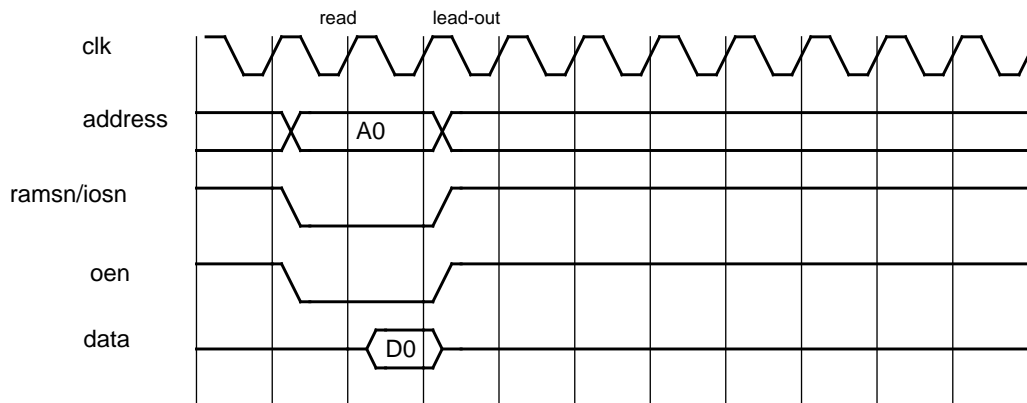 read lead-out
clk
address
A0
ramsn/iosn
oen
data
D0